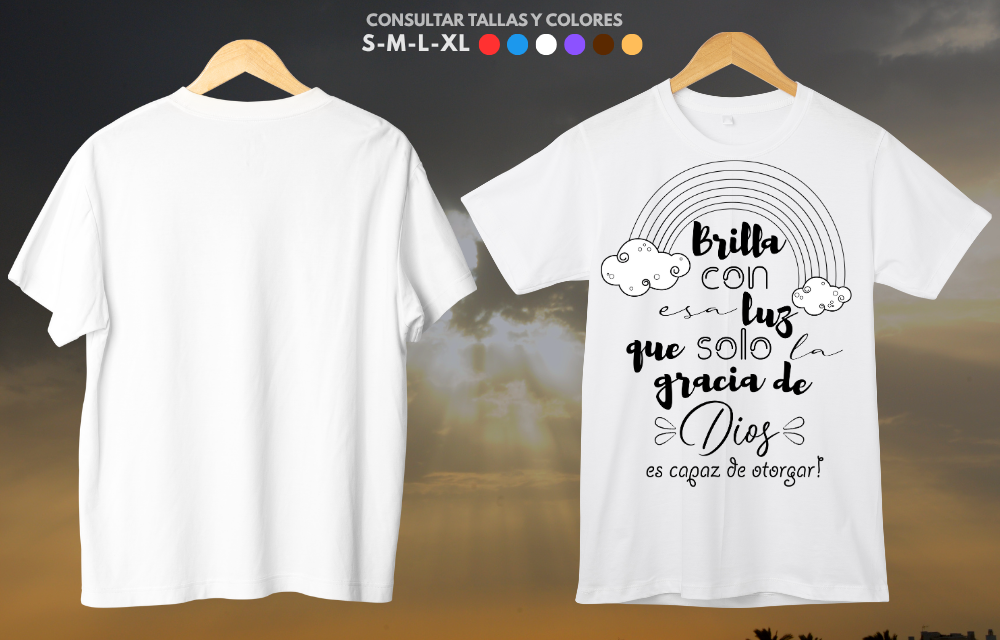 CONSULTAR TALLAS Y COLORES
S-M-L-XL
Brilla
con
esa luz
que solo la
gracia de
Dios
es capaz de otorgar!